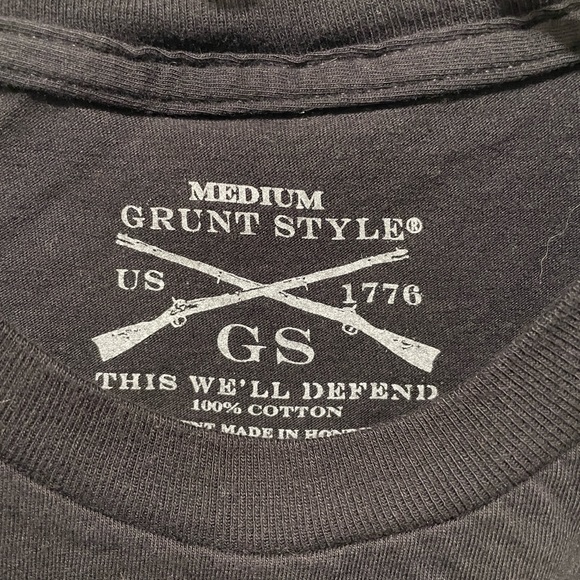 MEDIUM
GRUNT STYLE®
US 1776
GS
THIS WE'LL DEFEND
100% COTTON
MADE IN